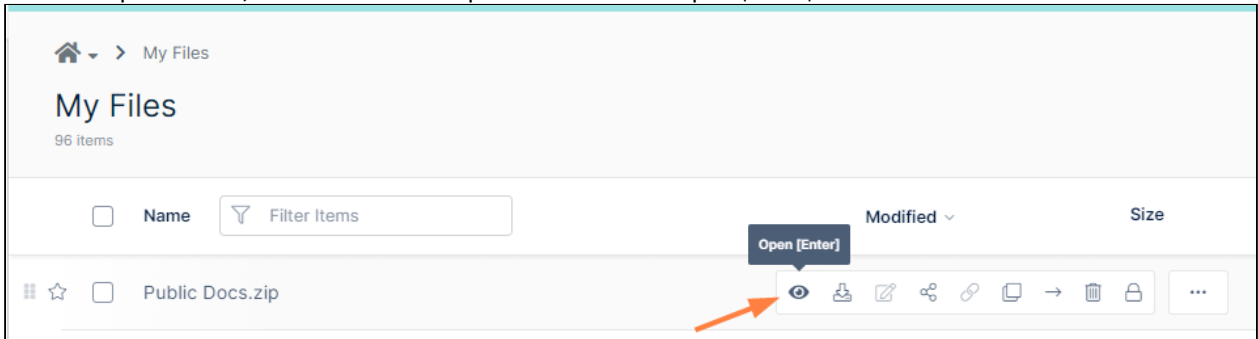 My Files
My Files
96 items
Name
Filter Items
Modified
Size
Open [Enter]
Public Docs.zip